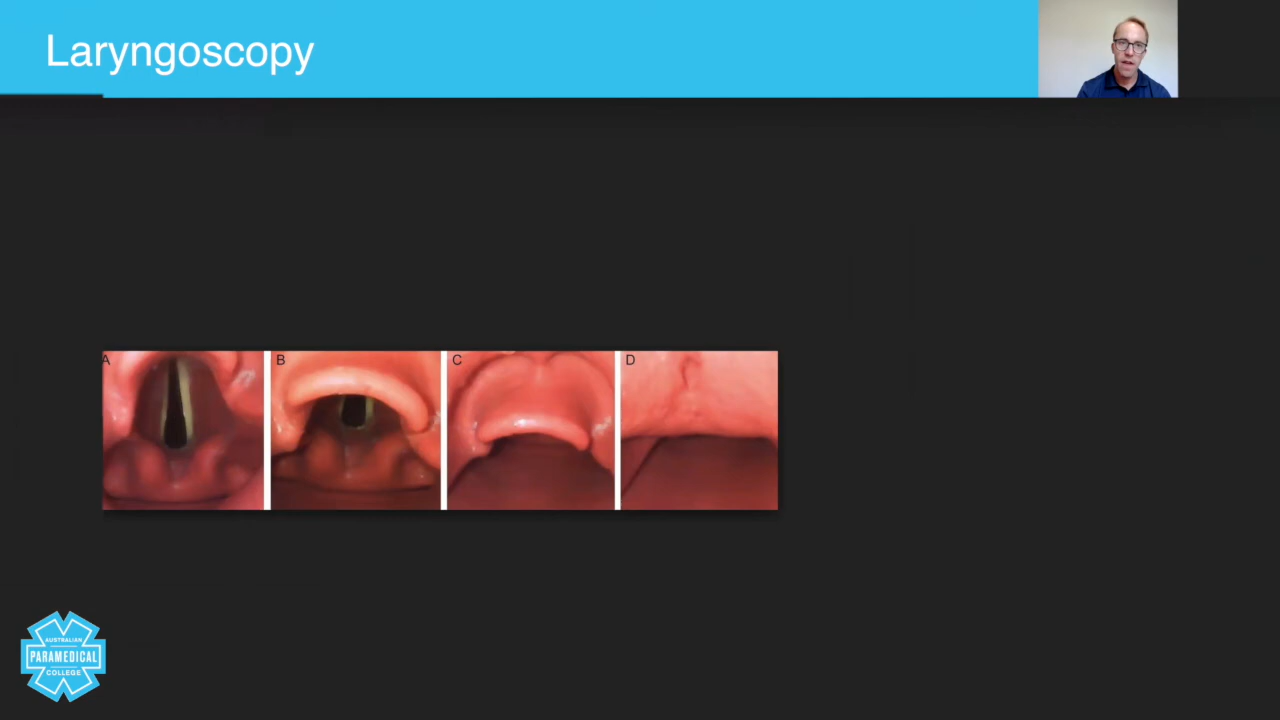 Laryngoscopy
A B C D
AUSTRALIAN
PARAMEDICAL
COLLEGE